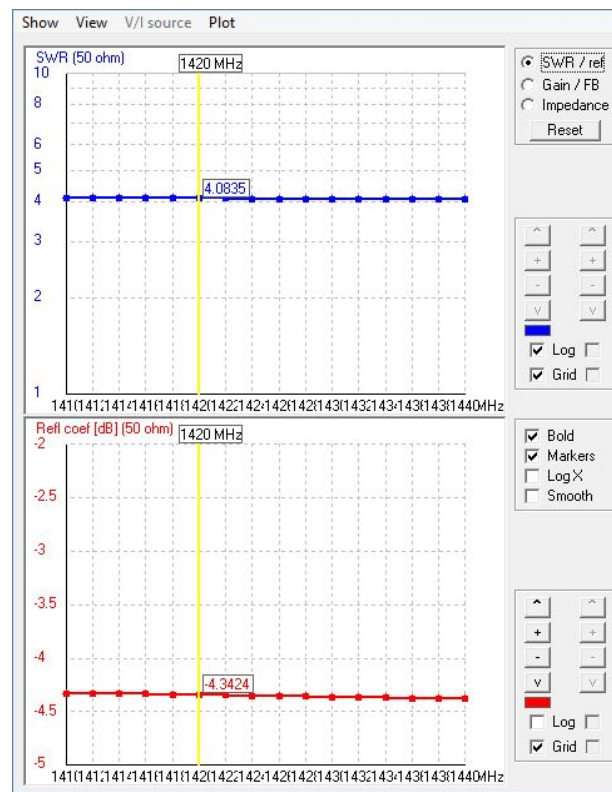 Show View V/I source Plot
SWR (50 ohm)
1420 MHz
SWR / ref
Gain / FB
Impedance
Reset
10
8
6
5
4
3
2
1
4.0835
^ ^
+ +
- -
v v
Log
Grid
MHz
Refl coef [dB] (50 ohm)
1420 MHz
Bold
Markers
Log X
Smooth
-2
-2.5
-3
-3.5
-4
-4.5
-5
-4.3424
^ ^
+ +
- -
v v
Log
Grid
MHz